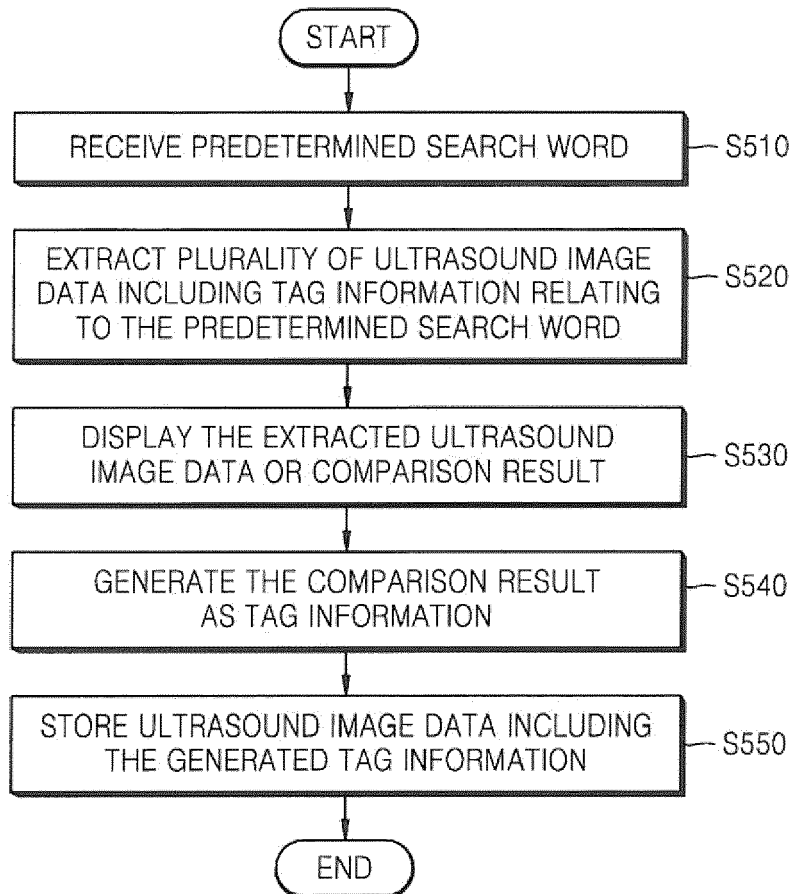 START
RECEIVE PREDETERMINED SEARCH WORD
S510
EXTRACT PLURALITY OF ULTRASOUND IMAGE
DATA INCLUDING TAG INFORMATION RELATING
TO THE PREDETERMINED SEARCH WORD
S520
DISPLAY THE EXTRACTED ULTRASOUND
IMAGE DATA OR COMPARISON RESULT
S530
GENERATE THE COMPARISON RESULT
AS TAG INFORMATION
S540
STORE ULTRASOUND IMAGE DATA INCLUDING
THE GENERATED TAG INFORMATION
S550
END